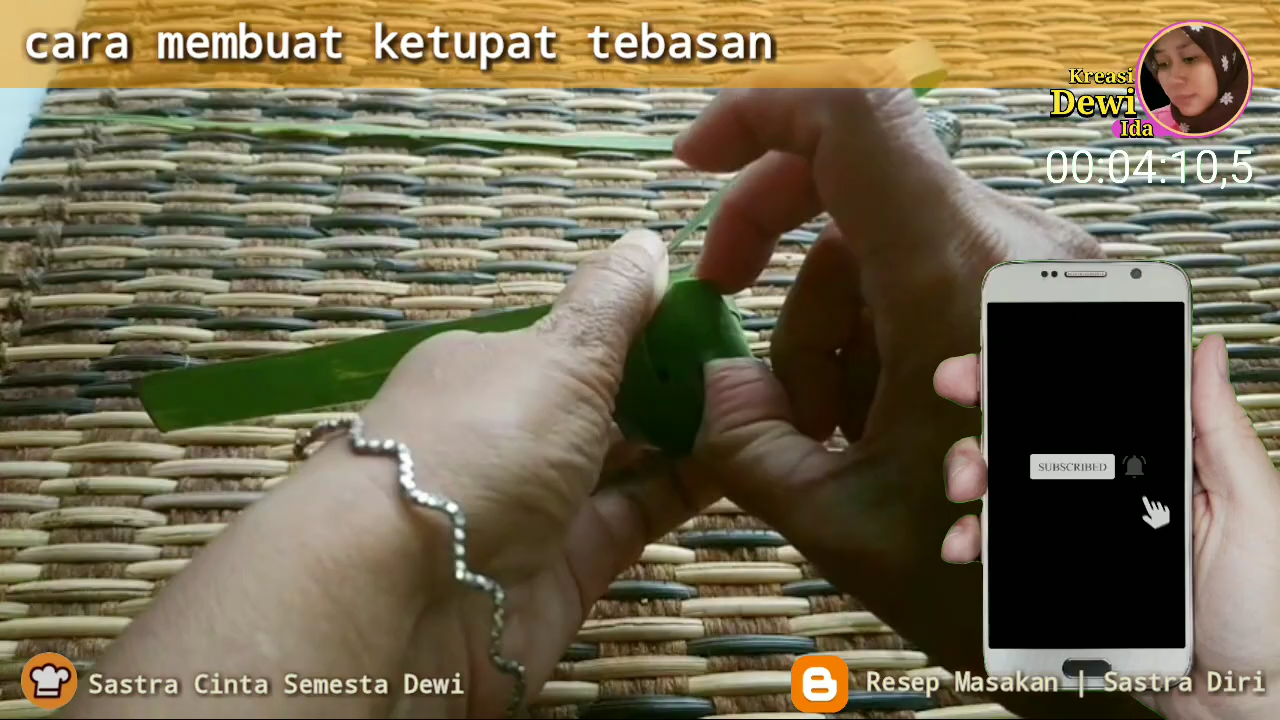 cara membuat ketupat tebasan
Kreasi
Dewi
Ida
00:04:10,5
SUBSCRIBED
Sastra Cinta Semesta Dewi
Resep Masakan | Sastra Diri